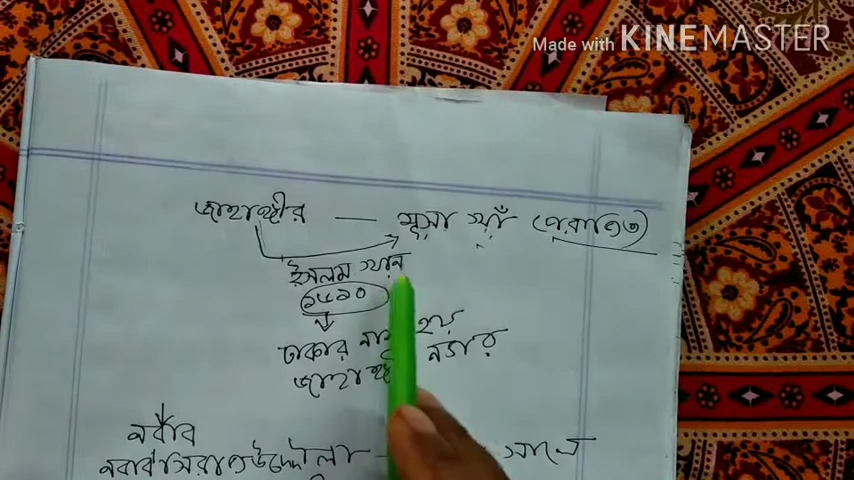 Made with KINEMASTER
জাহাঙ্গীর — মূসা খাঁ (পরাজিত)
ইসলাম খান
১৬১০
ঢাকার নাম হয়
জাহাঙ্গী নগর
নবাব
নবাব সিরাজউদ্দৌলা – সালে